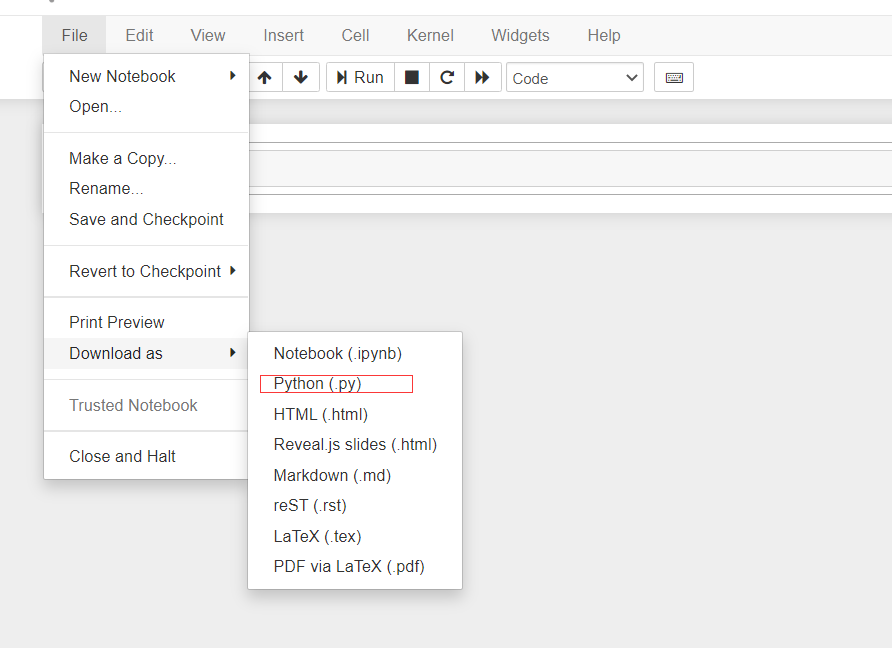 File Edit View Insert Cell Kernel Widgets Help
New Notebook
Open...
Run
Code
Make a Copy...
Rename...
Save and Checkpoint
Revert to Checkpoint
Print Preview
Download as
Trusted Notebook
Close and Halt
Notebook (.ipynb)
Python (.py)
HTML (.html)
Reveal.js slides (.html)
Markdown (.md)
reST (.rst)
LaTeX (.tex)
PDF via LaTeX (.pdf)